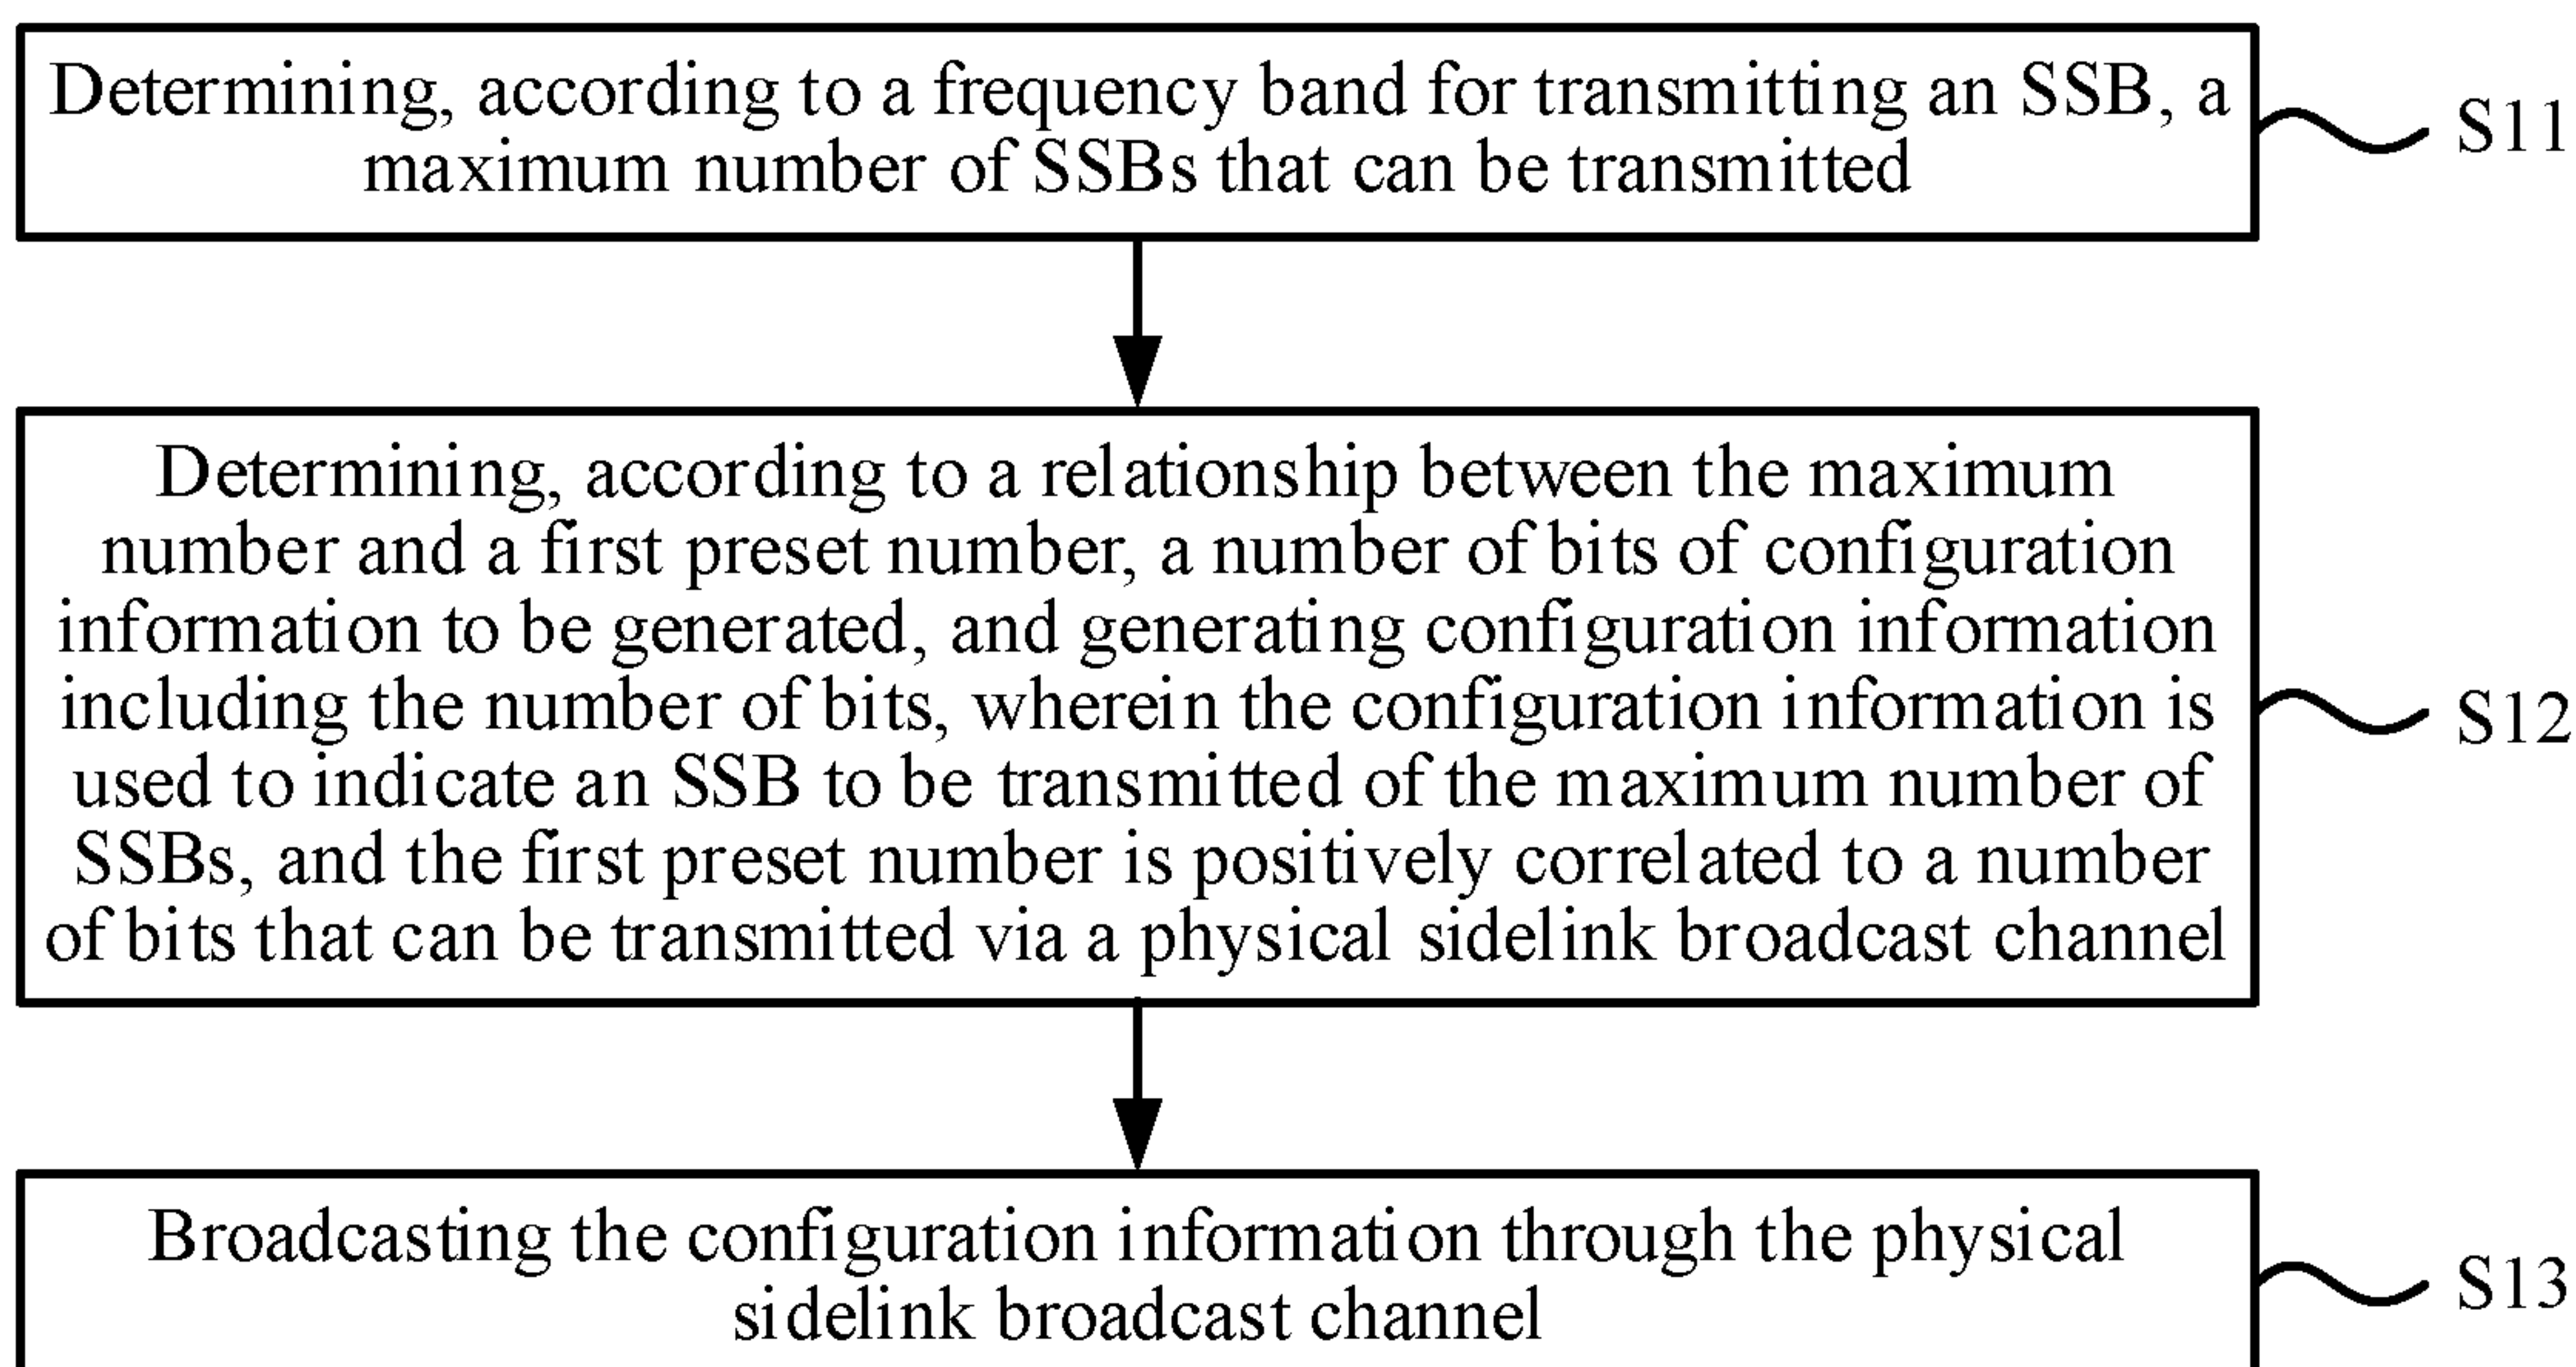 Determining, according to a frequency band for transmitting an SSB, a
maximum number of SSBs that can be transmitted
S11
Determining, according to a relationship between the maximum
number and a first preset number, a number of bits of configuration
information to be generated, and generating configuration information
including the number of bits, wherein the configuration information is
used to indicate an SSB to be transmitted of the maximum number of
SSBs, and the first preset number is positively correlated to a number
of bits that can be transmitted via a physical sidelink broadcast channel
S12
Broadcasting the configuration information through the physical
sidelink broadcast channel
S13